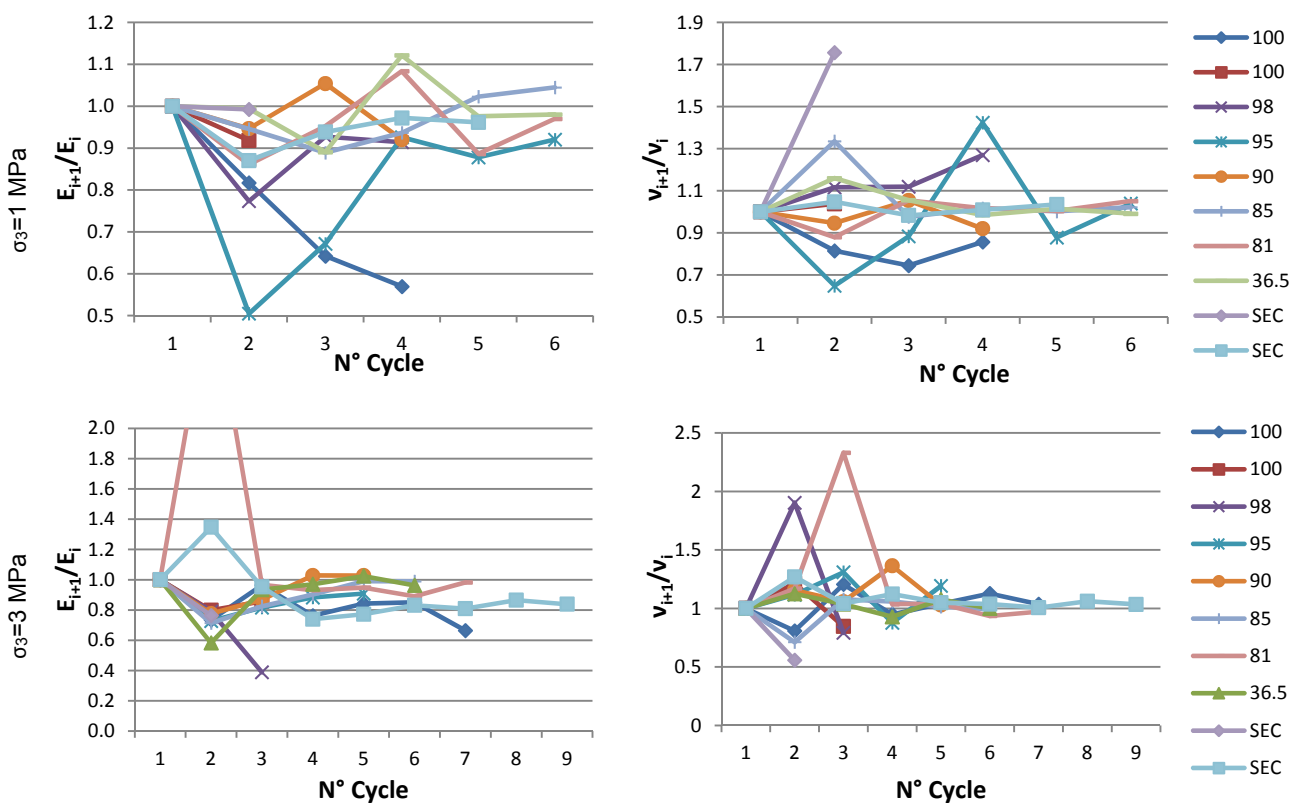 σ3=1 MPa
Ei+1/Ei
1.2
1.1
1.0
0.9
0.8
0.7
0.6
0.5
1 2 3 4 5 6
N° Cycle
νi+1/νi
1.9
1.7
1.5
1.3
1.1
0.9
0.7
0.5
1 2 3 4 5 6
N° Cycle
100
100
98
95
90
85
81
36.5
SEC
SEC
σ3=3 MPa
Ei+1/Ei
2.0
1.8
1.6
1.4
1.2
1.0
0.8
0.6
0.4
0.2
0.0
1 2 3 4 5 6 7 8 9
N° Cycle
νi+1/νi
2.5
2
1.5
1
0.5
0
1 2 3 4 5 6 7 8 9
N° Cycle
100
100
98
95
90
85
81
36.5
SEC
SEC